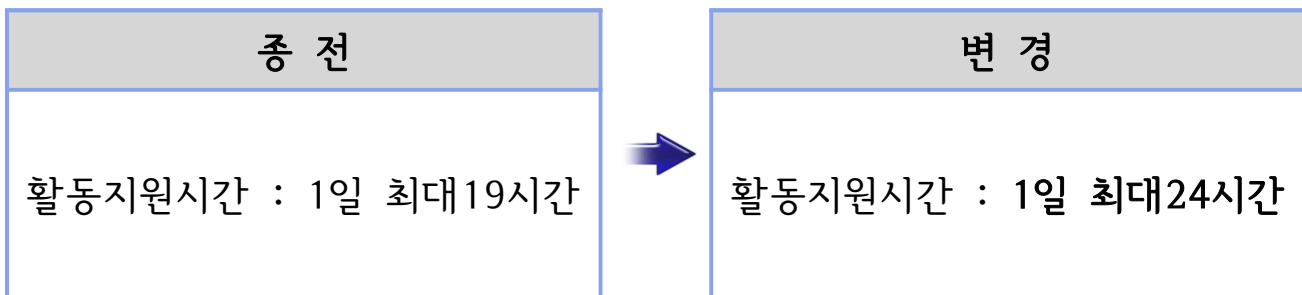 종 전
변 경
활동지원시간 : 1일 최대19시간
활동지원시간 : 1일 최대24시간